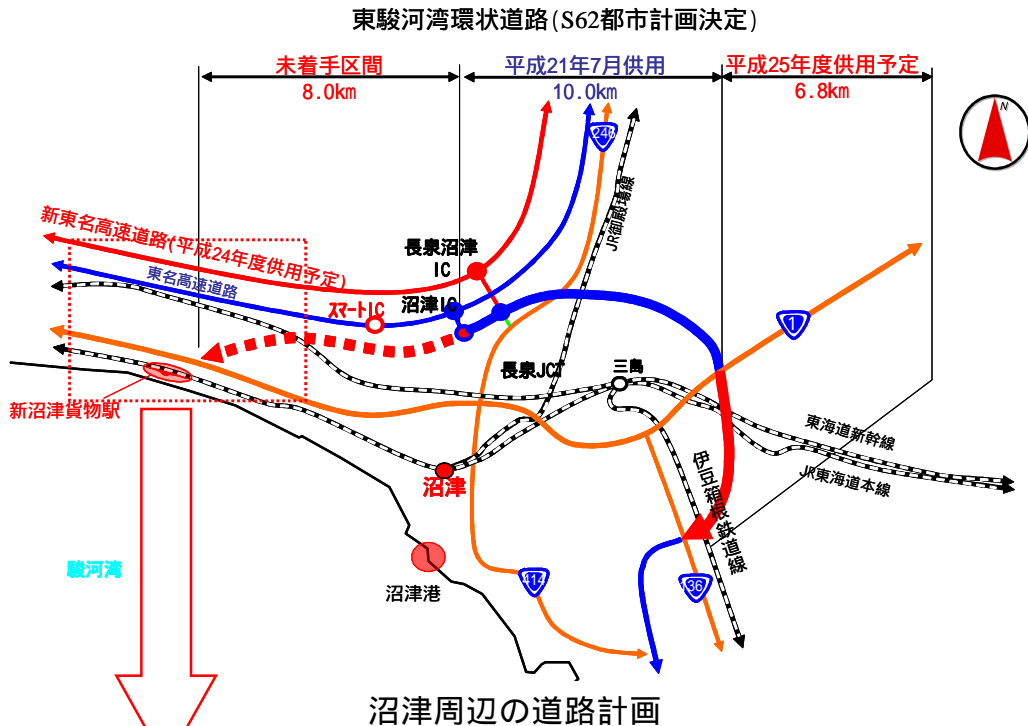 東駿河湾環状道路(S62都市計画決定)
未着手区間
8.0km
平成21年7月供用
10.0km
平成25年度供用予定
6.8km
N
246
JR御殿場線
新東名高速道路(平成24年度供用予定)
長泉沼津
IC
東名高速道路
スマートIC
沼津IC
1
長泉JCT
三島
新沼津貨物駅
東海道新幹線
JR東海道本線
伊豆箱根鉄道線
沼津
駿河湾
沼津港
414
136
沼津周辺の道路計画